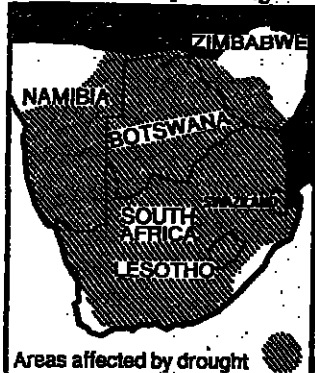 ZIMBABWE
NAMIBIA
BOTSWANA
SOUTH
AFRICA
LESOTHO
Areas affected by drought